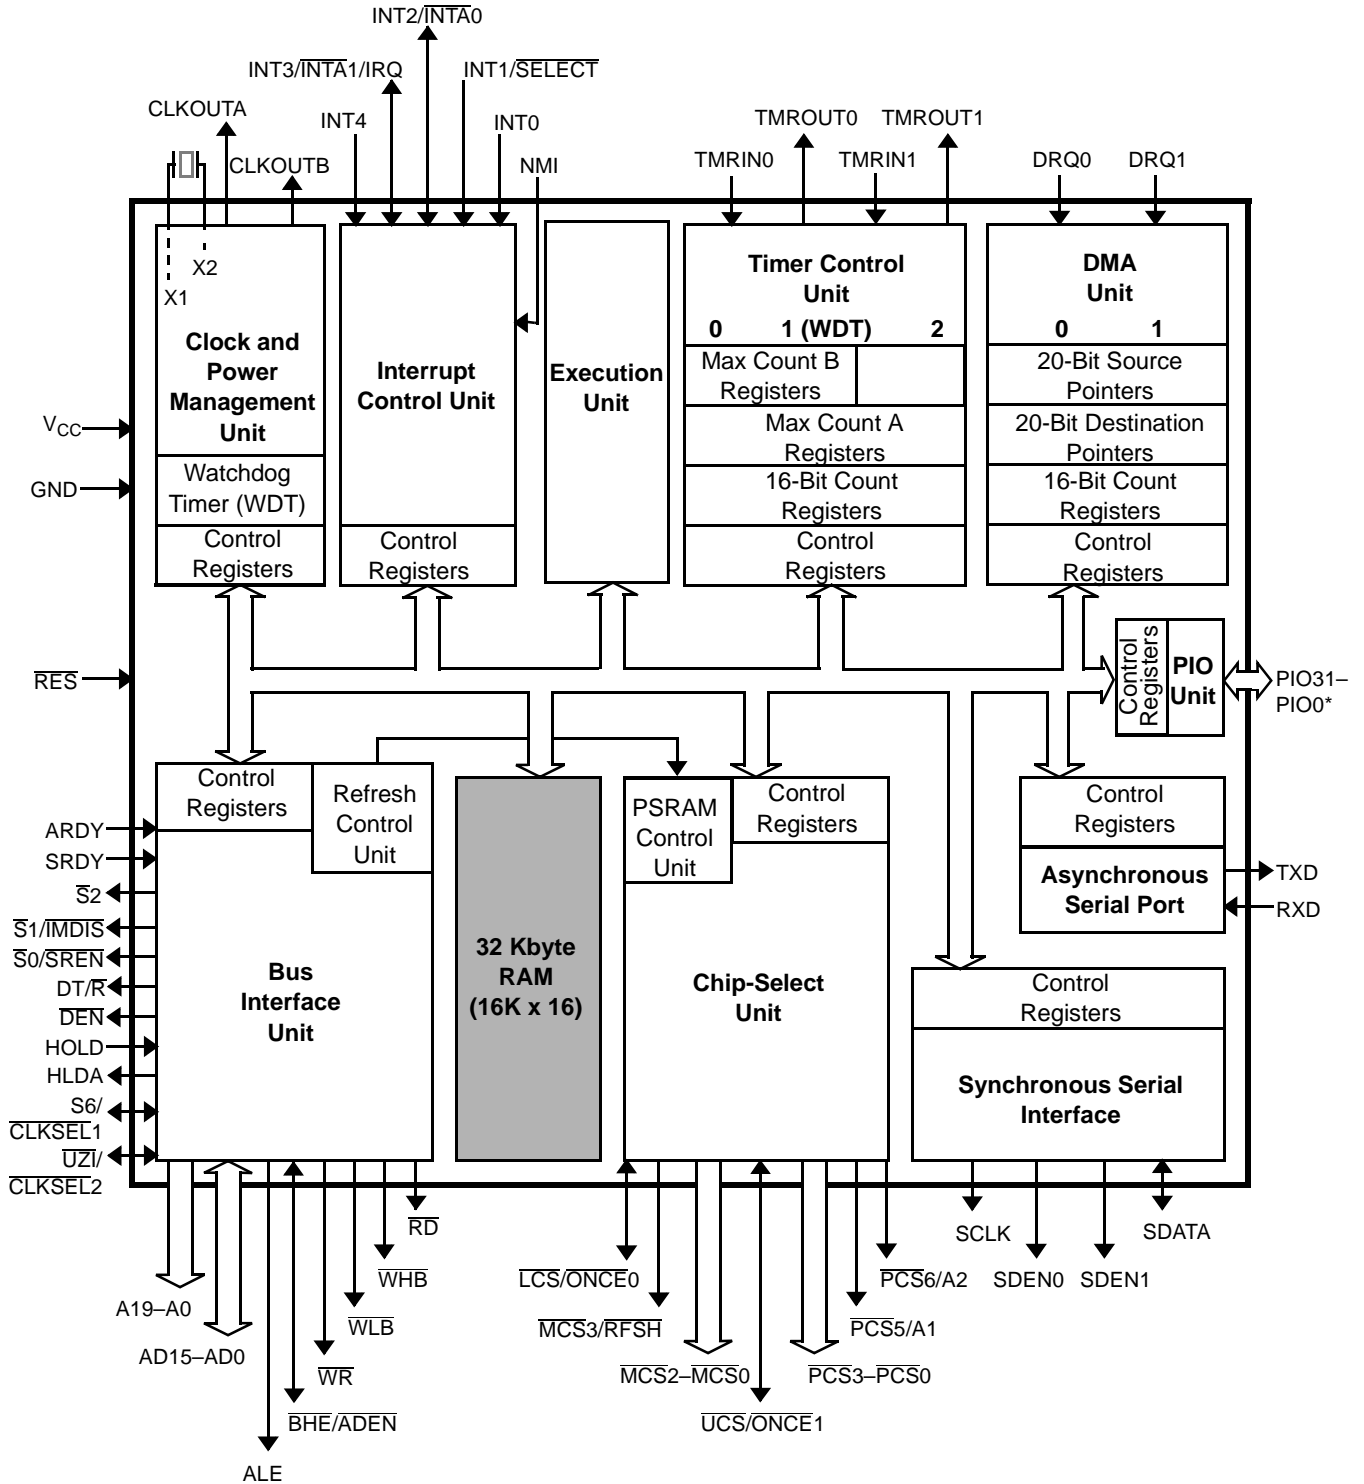 INT2/INTA0
INT3/INTA1/IRQ
INT1/SELECT
CLKOUTA
INT4
INT0
TMROUT0
TMROUT1
CLKOUTB
NMI
TMRIN0
TMRIN1
DRQ0
DRQ1
X2
X1
Clock and
Power
Management
Unit
Watchdog
Timer (WDT)
Control
Registers
Interrupt
Control Unit
Control
Registers
Execution
Unit
Timer Control
Unit
0 1 (WDT) 2
Max Count B
Registers
Max Count A
Registers
16-Bit Count
Registers
Control
Registers
DMA
Unit
0 1
20-Bit Source
Pointers
20-Bit Destination
Pointers
16-Bit Count
Registers
Control
Registers
VCC
GND
RES
Control
Registers
PIO
Unit
PIO31–
PIO0*
Control
Registers
Refresh
Control
Unit
Bus
Interface
Unit
ARDY
SRDY
S2
S1/IMDIS
S0/SREN
DT/R
DEN
HOLD
HLDA
S6/
CLKSEL1
UZI/
CLKSEL2
32 Kbyte
RAM
(16K x 16)
PSRAM
Control
Unit
Control
Registers
Chip-Select
Unit
Control
Registers
Asynchronous
Serial Port
TXD
RXD
Control
Registers
Synchronous Serial
Interface
RD
WHB
A19–A0
WLB
AD15–AD0
WR
BHE/ADEN
ALE
LCS/ONCE0
MCS3/RFSH
MCS2–MCS0
UCS/ONCE1
PCS6/A2
PCS5/A1
PCS3–PCS0
SCLK
SDATA
SDEN0
SDEN1